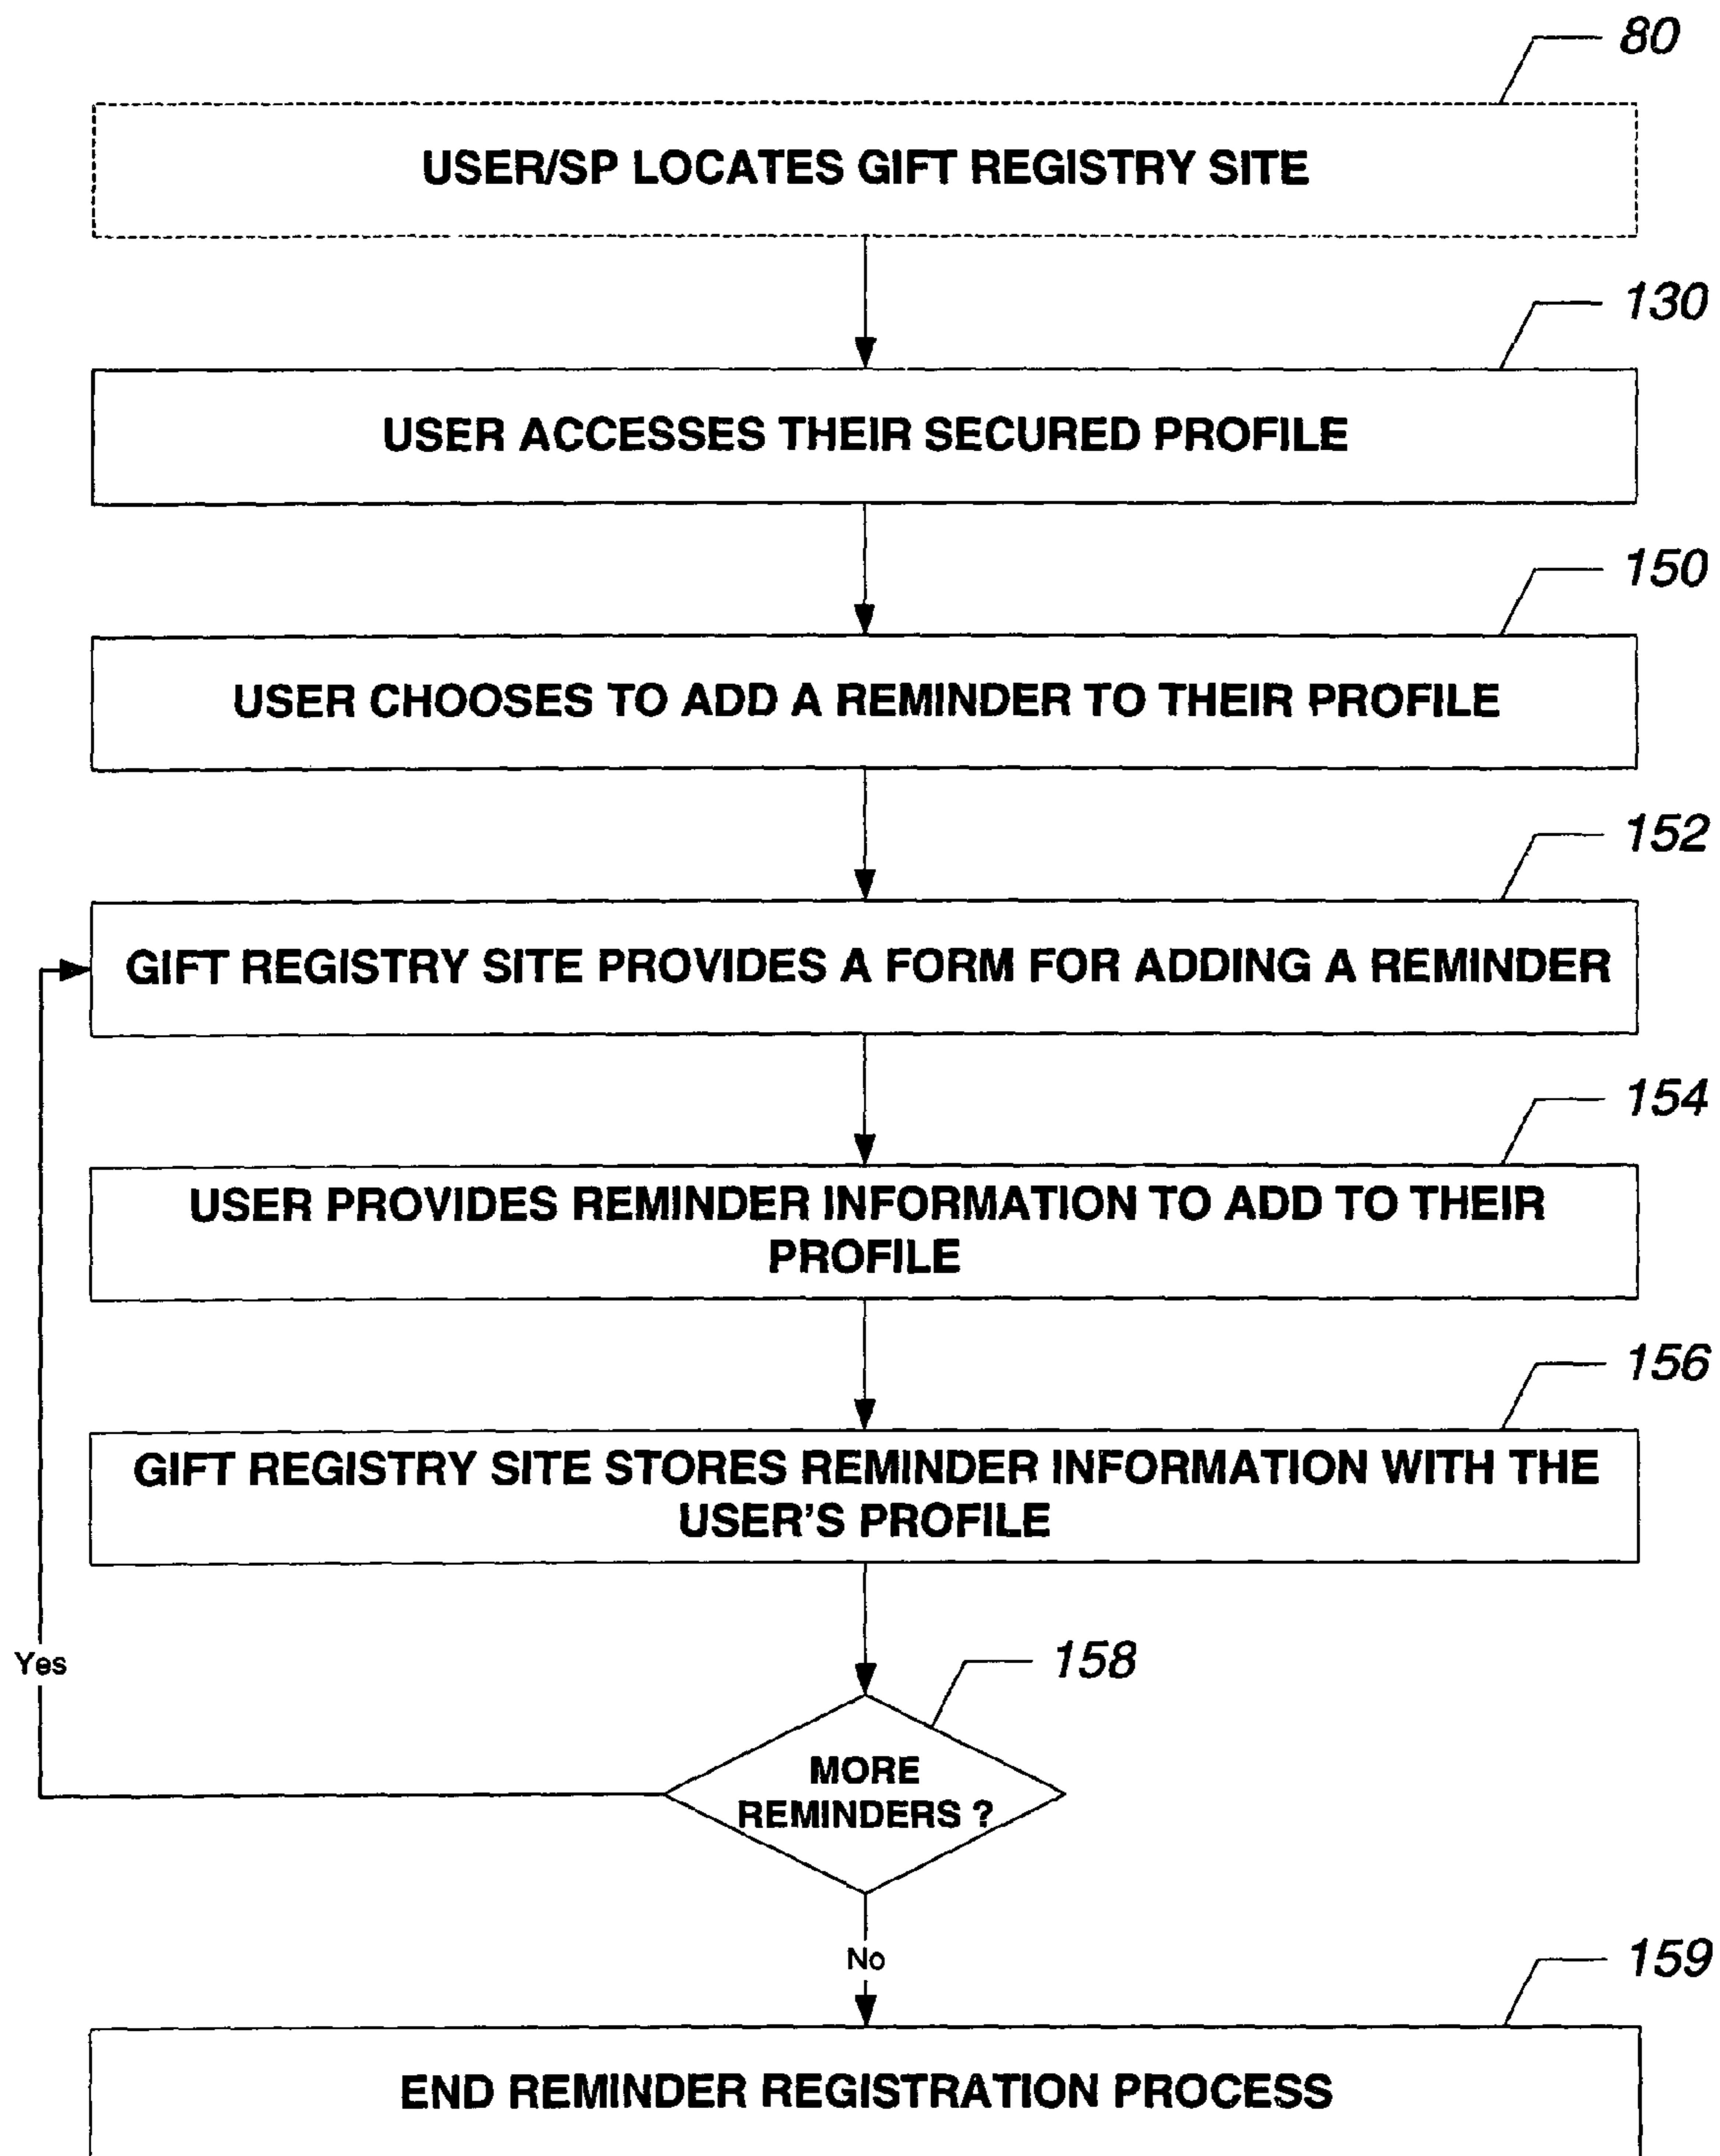 80
USER/SP LOCATES GIFT REGISTRY SITE
130
USER ACCESSES THEIR SECURED PROFILE
150
USER CHOOSES TO ADD A REMINDER TO THEIR PROFILE
152
GIFT REGISTRY SITE PROVIDES A FORM FOR ADDING A REMINDER
154
USER PROVIDES REMINDER INFORMATION TO ADD TO THEIR
PROFILE
156
GIFT REGISTRY SITE STORES REMINDER INFORMATION WITH THE
USER'S PROFILE
Yes
158
MORE
REMINDERS ?
No
159
END REMINDER REGISTRATION PROCESS